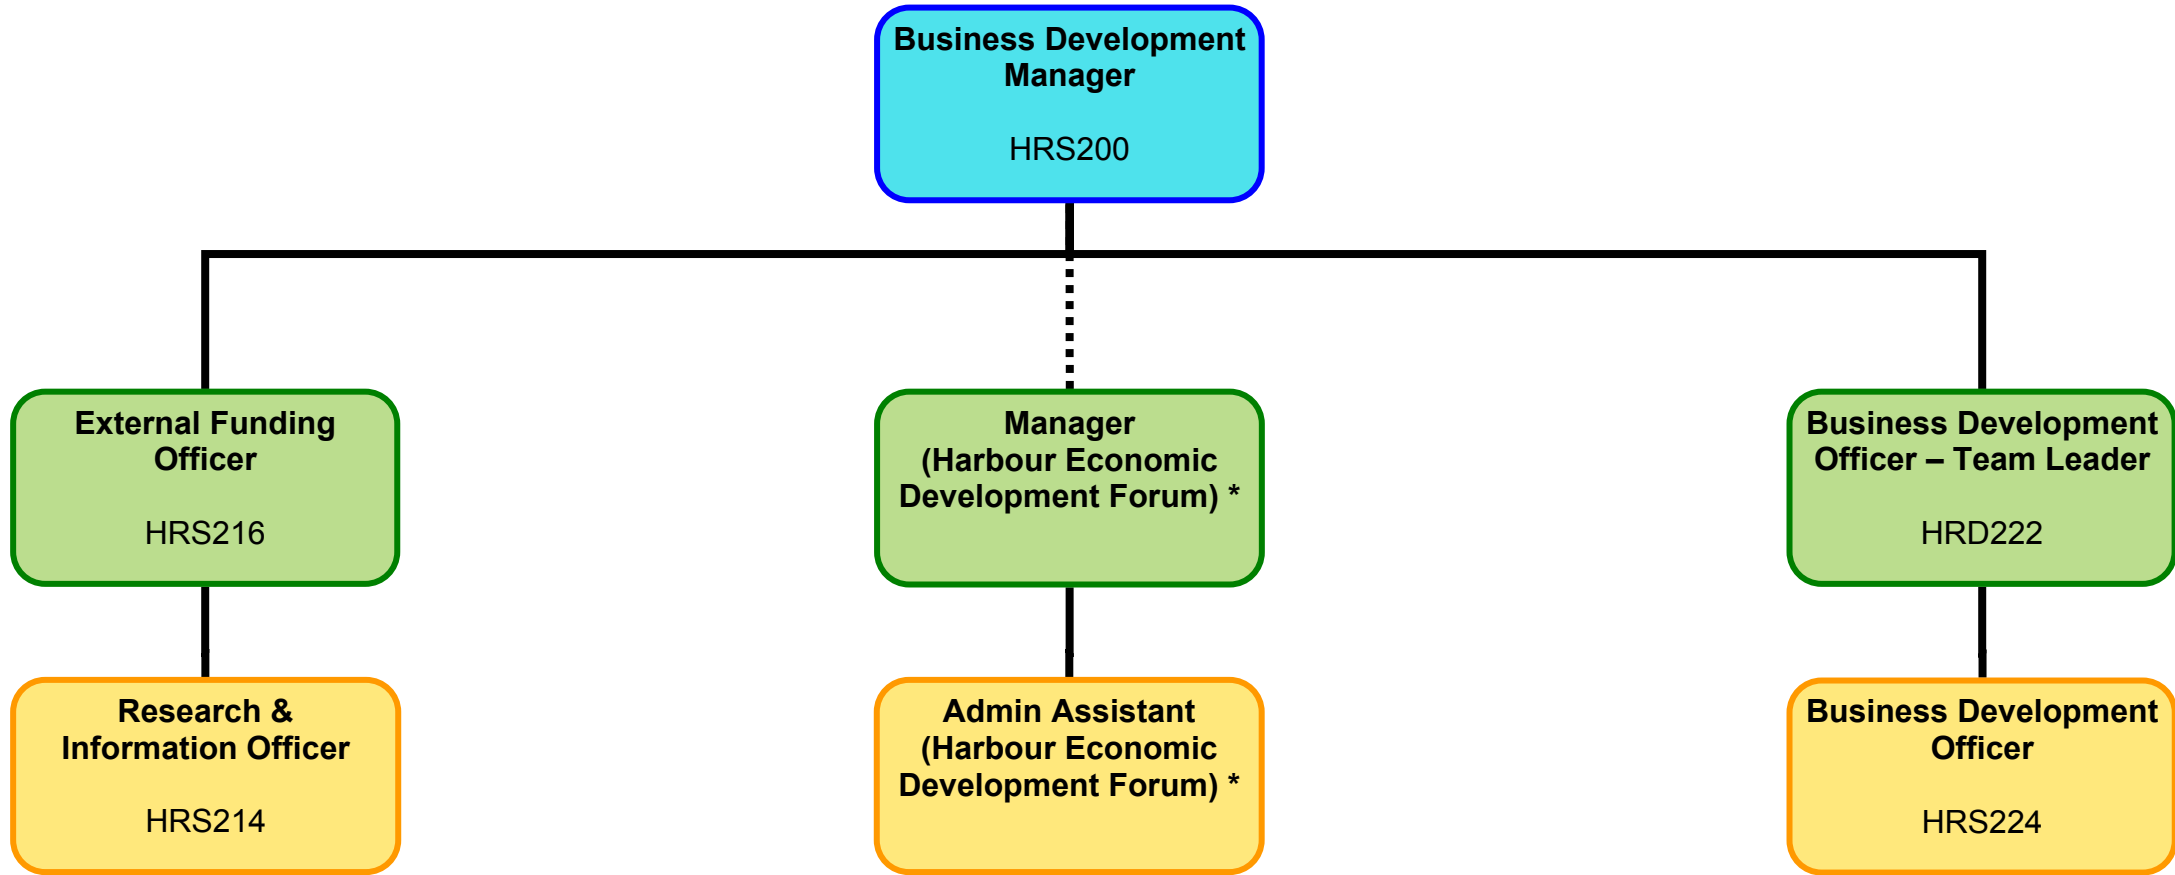 Business Development
Manager
HRS200
External Funding
Officer
HRS216
Manager
(Harbour Economic
Development Forum) *
Business Development
Officer – Team Leader
HRD222
Research &
Information Officer
HRS214
Admin Assistant
(Harbour Economic
Development Forum) *
Business Development
Officer
HRS224